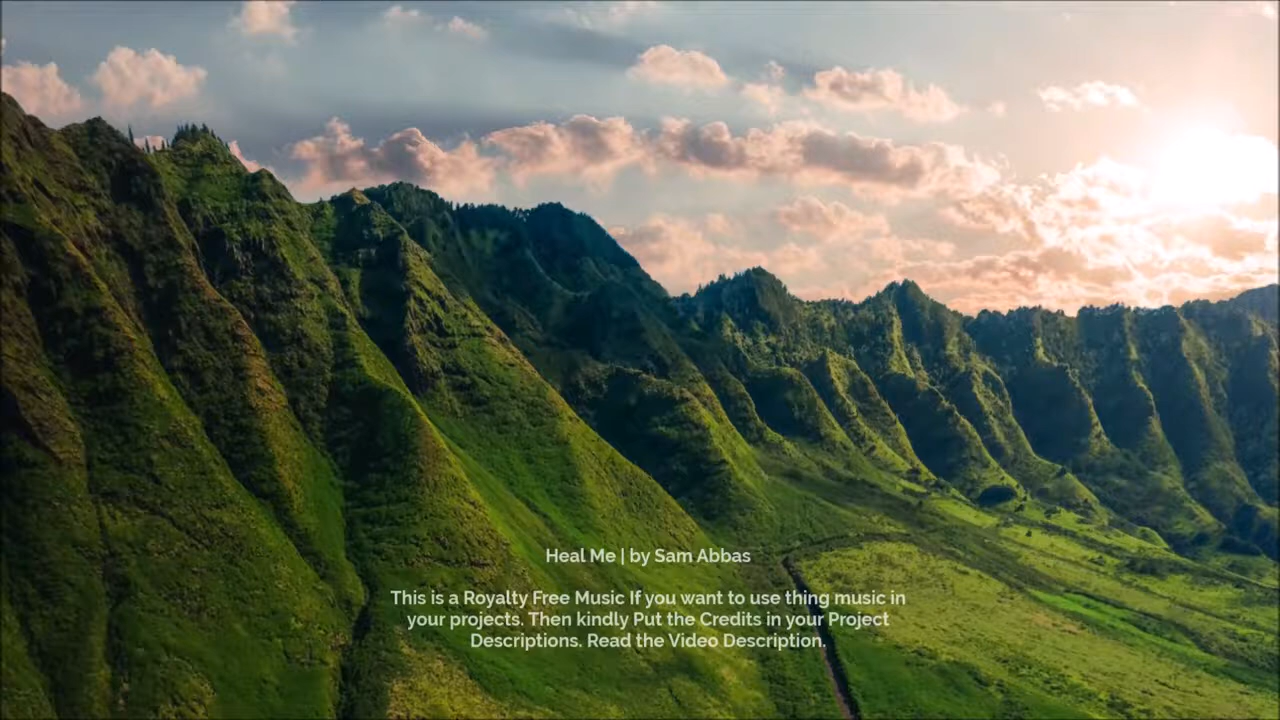 Heal Me | by Sam Abbas
This is a Royalty Free Music If you want to use thing music in
your projects. Then kindly Put the Credits in your Project
Descriptions. Read the Video Description.